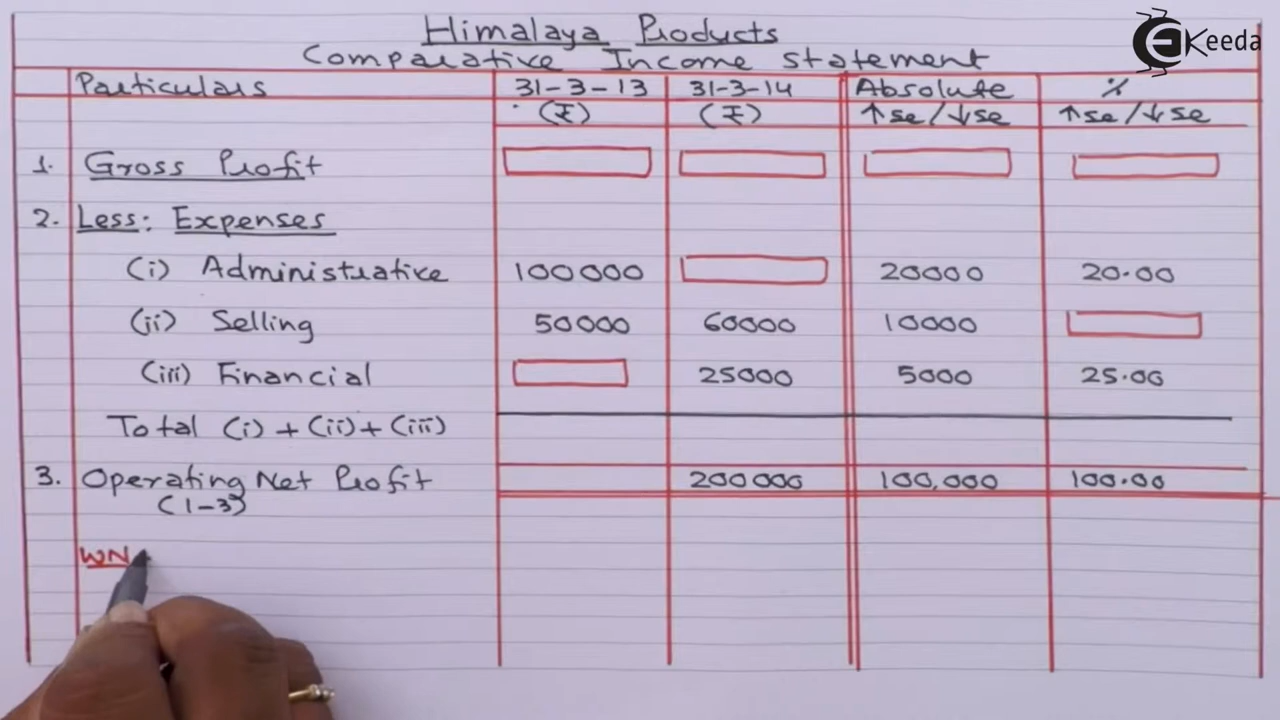 Himalaya Products
Ekeeda
Comparative Income Statement
Particulars 31-3-13 31-3-14 Absolute %
(₹) (₹) ↑se/↓se ↑se/↓se
1. Gross Profit
2. Less: Expenses
(i) Administrative 100000 20000 20.00
(ii) Selling 50000 60000 10000
(iii) Financial 25000 5000 25.00
Total (i) + (ii) + (iii)
3. Operating Net Profit 200000 100,000 100.00
(1-3)
WN